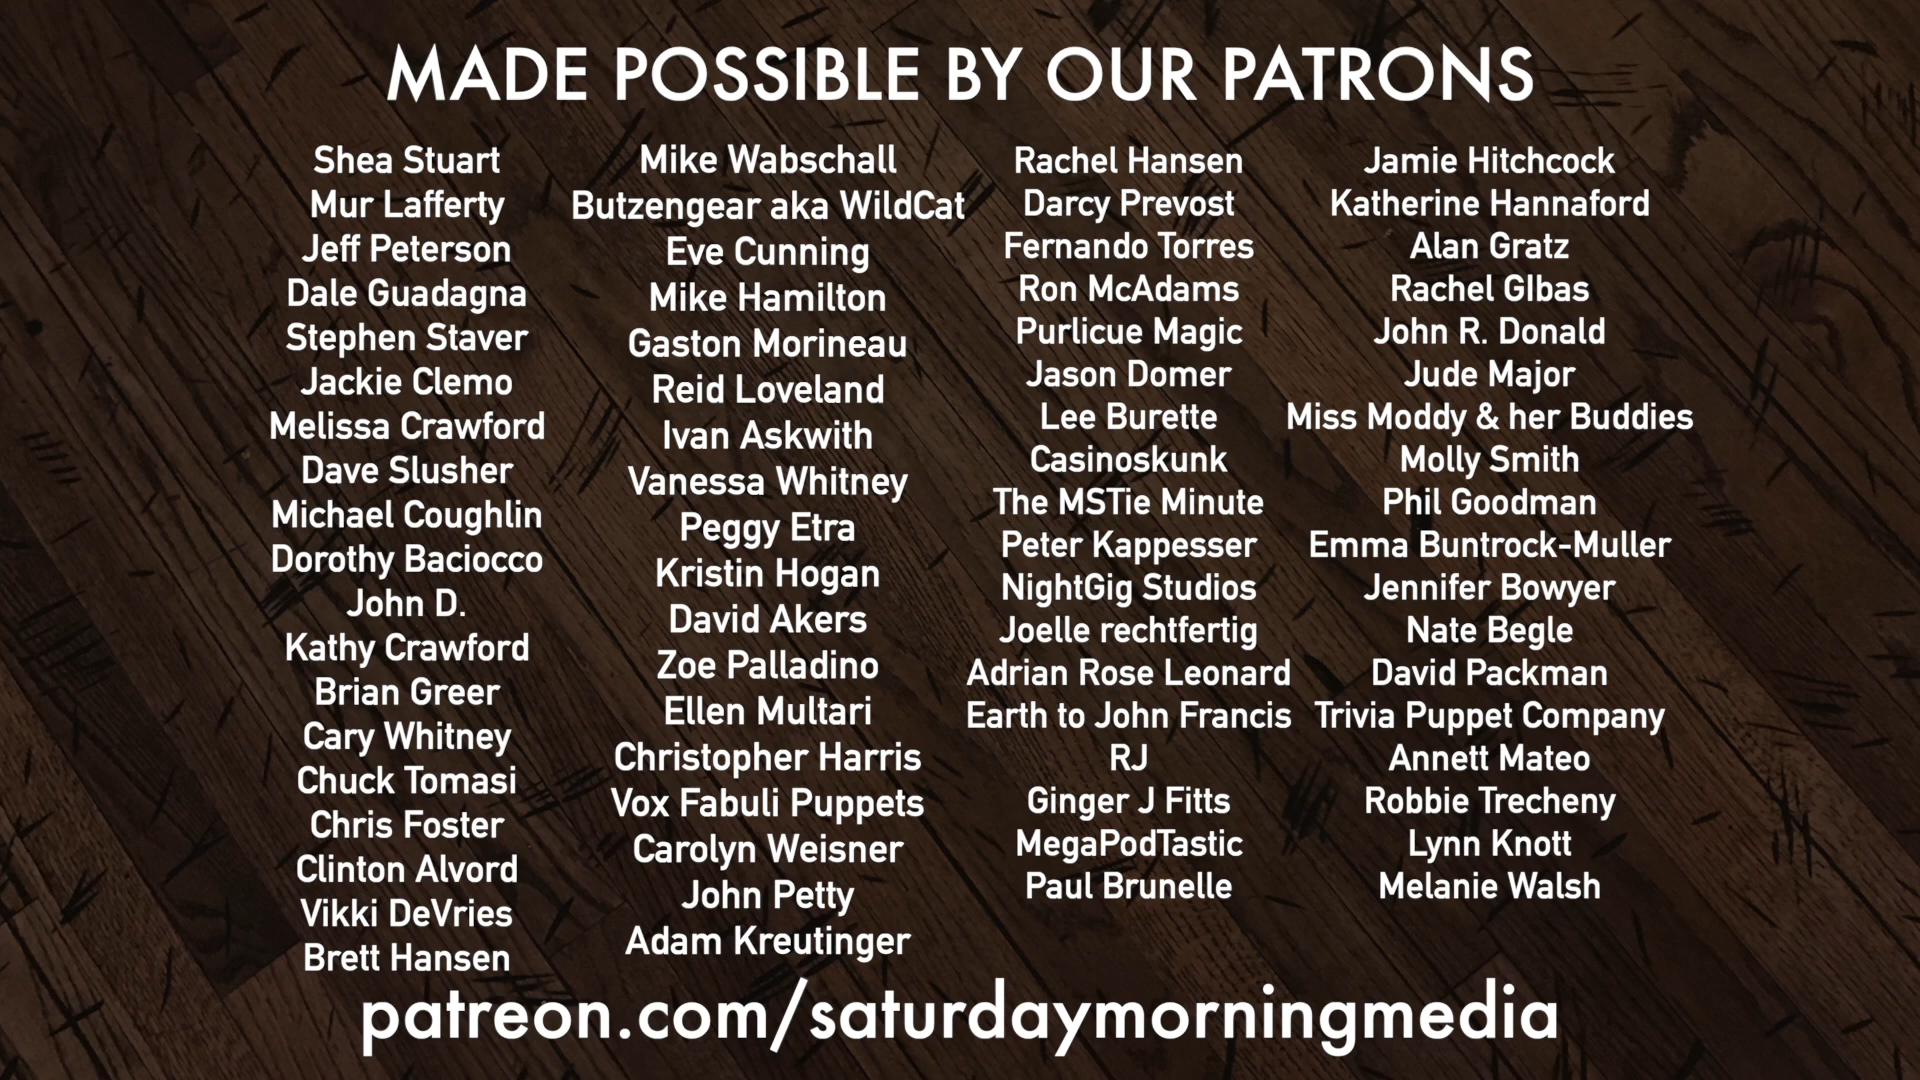 MADE POSSIBLE BY OUR PATRONS
Shea Stuart
Mur Lafferty
Jeff Peterson
Dale Guadagna
Stephen Staver
Jackie Clemo
Melissa Crawford
Dave Slusher
Michael Coughlin
Dorothy Baciocco
John D.
Kathy Crawford
Brian Greer
Cary Whitney
Chuck Tomasi
Chris Foster
Clinton Alvord
Vikki DeVries
Brett Hansen
Mike Wabschall
Butzengear aka WildCat
Eve Cunning
Mike Hamilton
Gaston Morineau
Reid Loveland
Ivan Askwith
Vanessa Whitney
Peggy Etra
Kristin Hogan
David Akers
Zoe Palladino
Ellen Multari
Christopher Harris
Vox Fabuli Puppets
Carolyn Weisner
John Petty
Adam Kreutinger
Rachel Hansen
Darcy Prevost
Fernando Torres
Ron McAdams
Purlicue Magic
Jason Domer
Lee Burette
Casinoskunk
The MSTie Minute
Peter Kappesser
NightGig Studios
Joelle rechtfertig
Adrian Rose Leonard
Earth to John Francis
RJ
Ginger J Fitts
MegaPodTastic
Paul Brunelle
Jamie Hitchcock
Katherine Hannaford
Alan Gratz
Rachel GIbas
John R. Donald
Jude Major
Miss Moddy & her Buddies
Molly Smith
Phil Goodman
Emma Buntrock-Muller
Jennifer Bowyer
Nate Begle
David Packman
Trivia Puppet Company
Annett Mateo
Robbie Trecheny
Lynn Knott
Melanie Walsh
patreon.com/saturdaymorningmedia